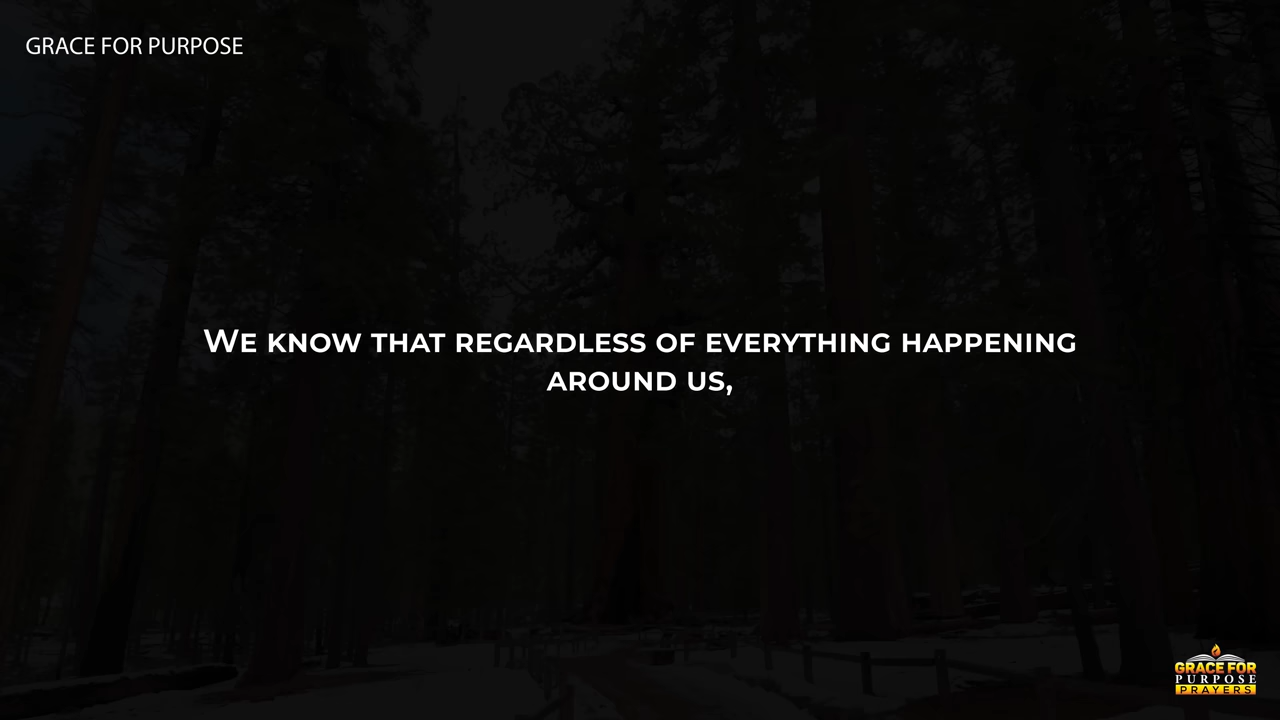 GRACE FOR PURPOSE
WE KNOW THAT REGARDLESS OF EVERYTHING HAPPENING
AROUND US,
GRACE FOR
PURPOSE
PRAYERS